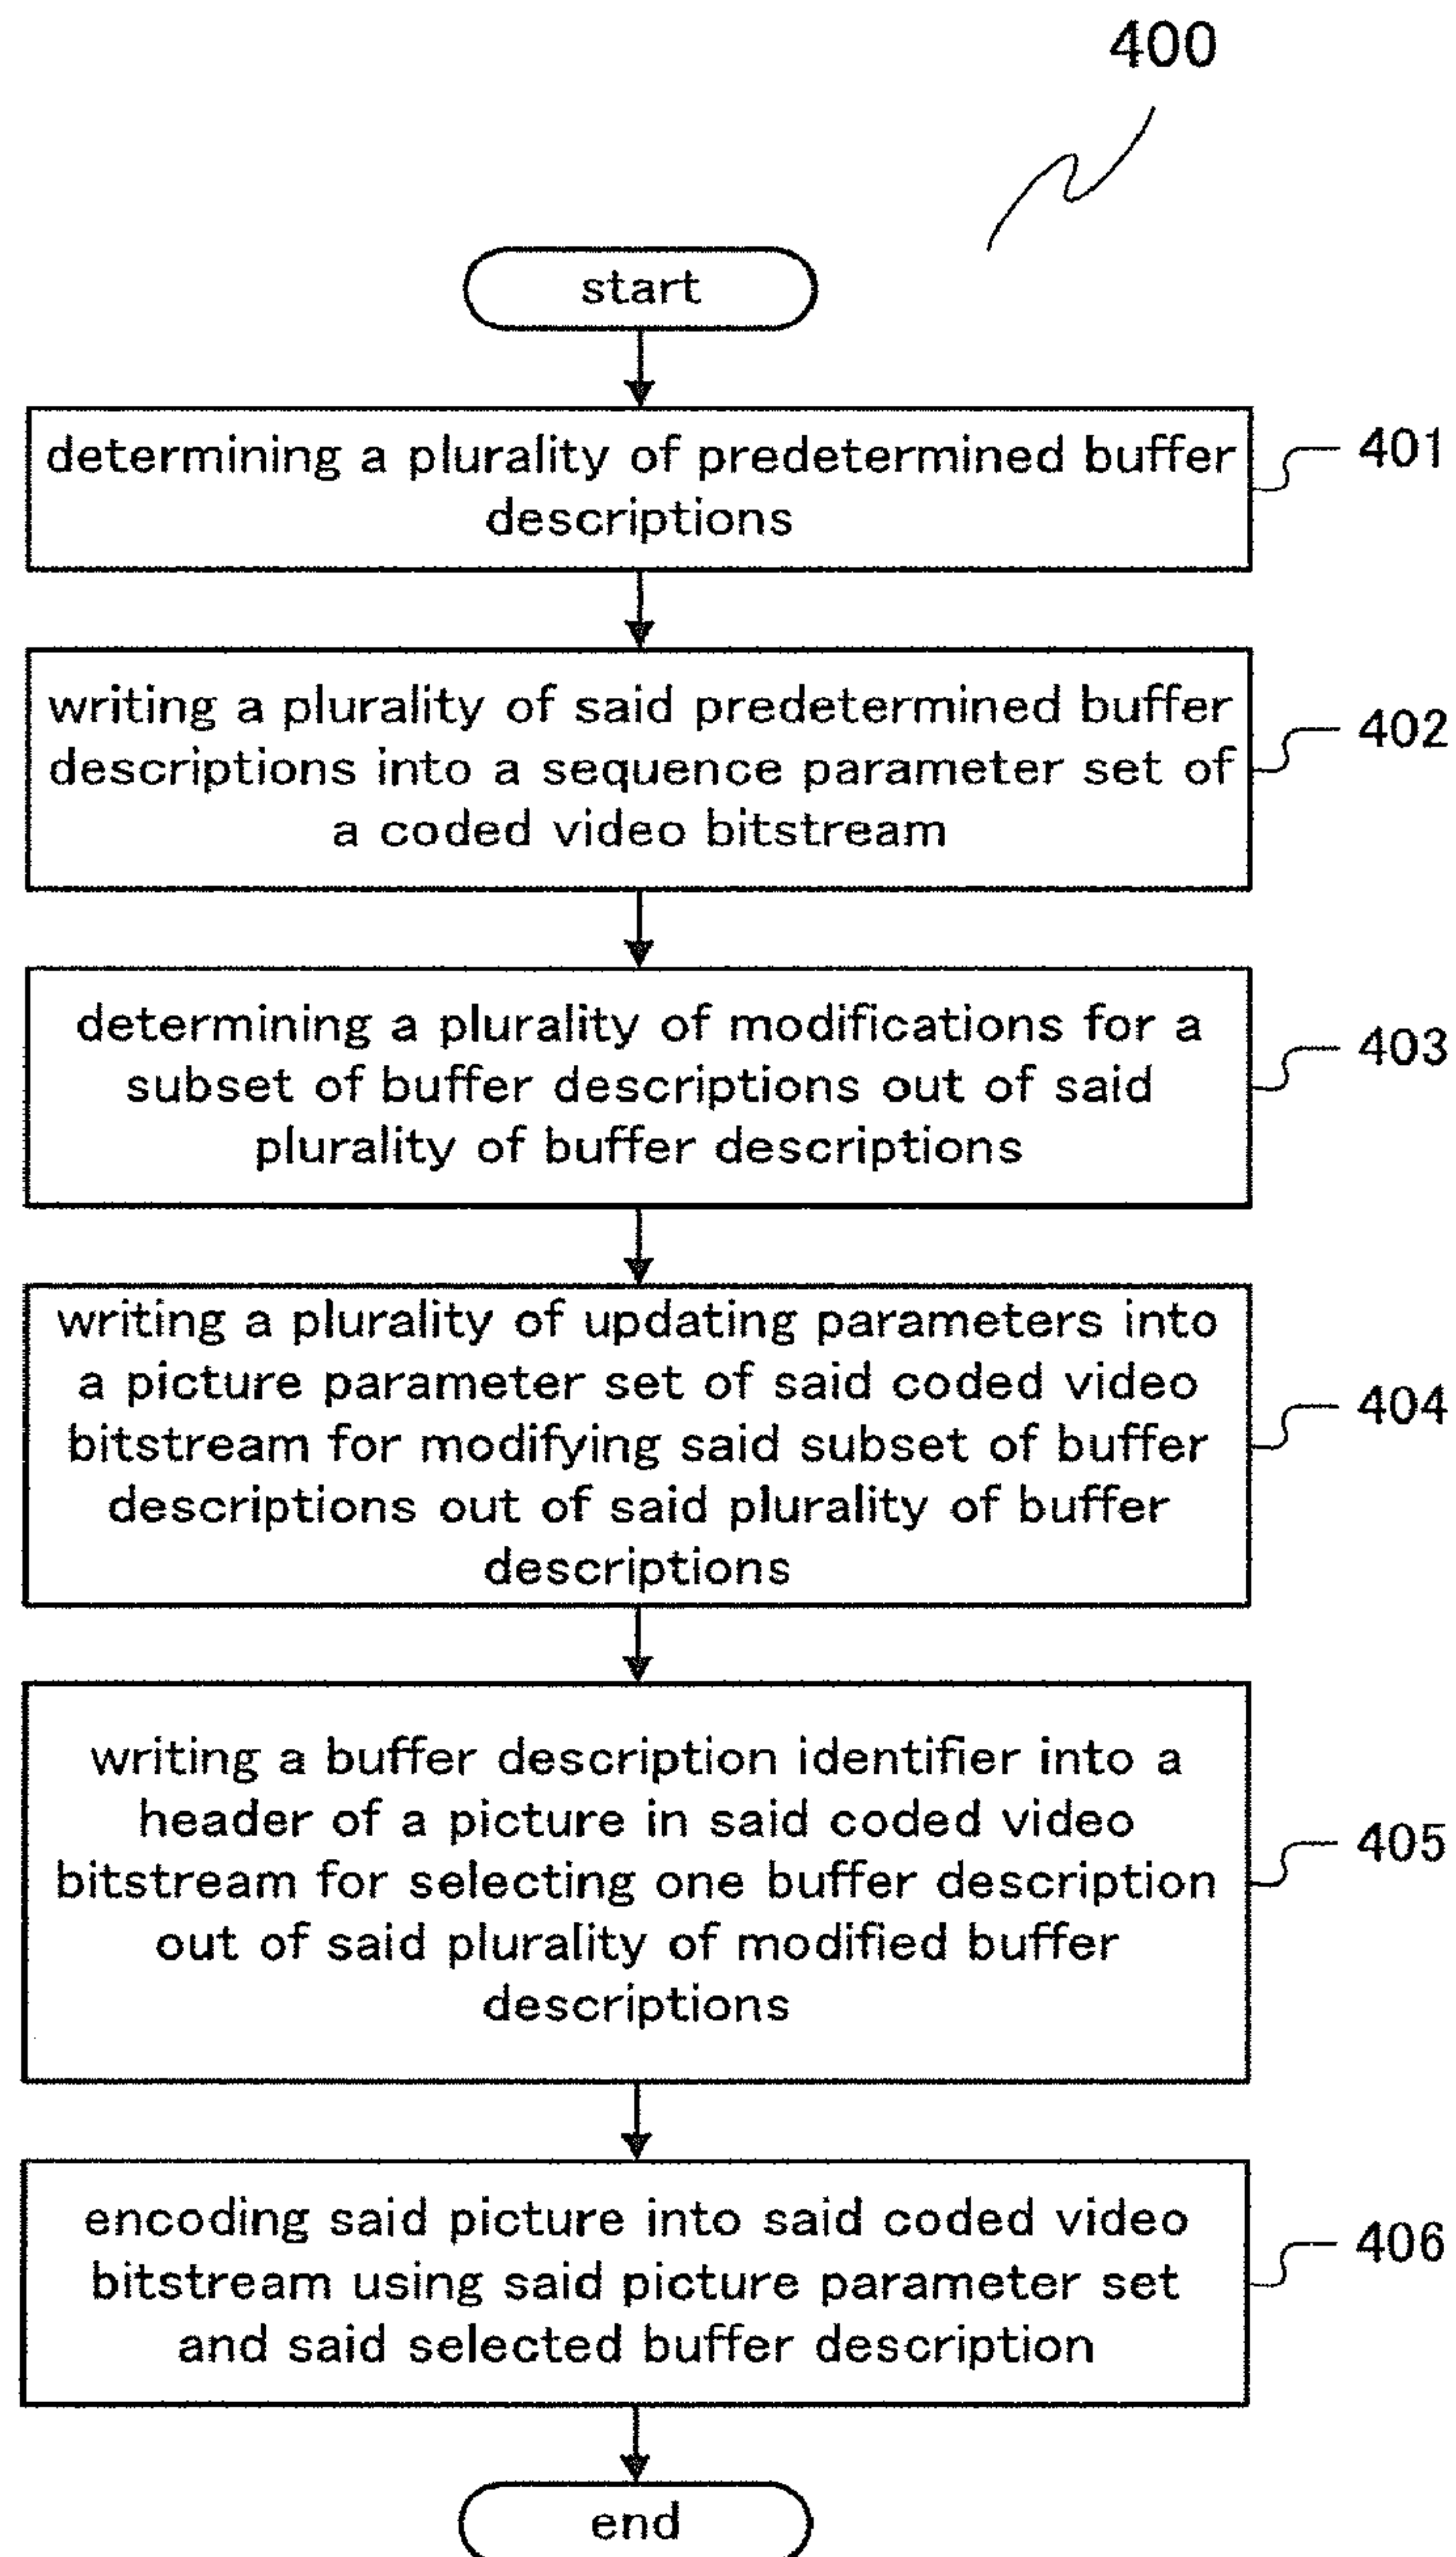 400
start
determining a plurality of predetermined buffer
descriptions
401
writing a plurality of said predetermined buffer
descriptions into a sequence parameter set of
a coded video bitstream
402
determining a plurality of modifications for a
subset of buffer descriptions out of said
plurality of buffer descriptions
403
writing a plurality of updating parameters into
a picture parameter set of said coded video
bitstream for modifying said subset of buffer
descriptions out of said plurality of buffer
descriptions
404
writing a buffer description identifier into a
header of a picture in said coded video
bitstream for selecting one buffer description
out of said plurality of modified buffer
descriptions
405
encoding said picture into said coded video
bitstream using said picture parameter set
and said selected buffer description
406
end